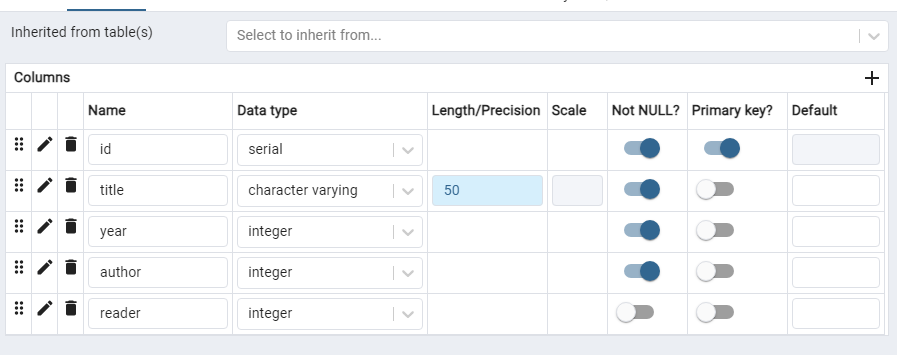 Inherited from table(s) Select to inherit from...
Columns
Name Data type Length/Precision Scale Not NULL? Primary key? Default
id serial
title character varying 50
year integer
author integer
reader integer